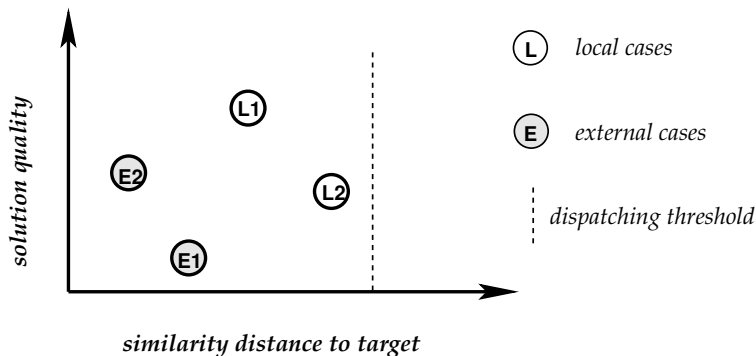 L
local cases
L1
E
external cases
E2
L2
dispatching threshold
E1
solution quality
similarity distance to target